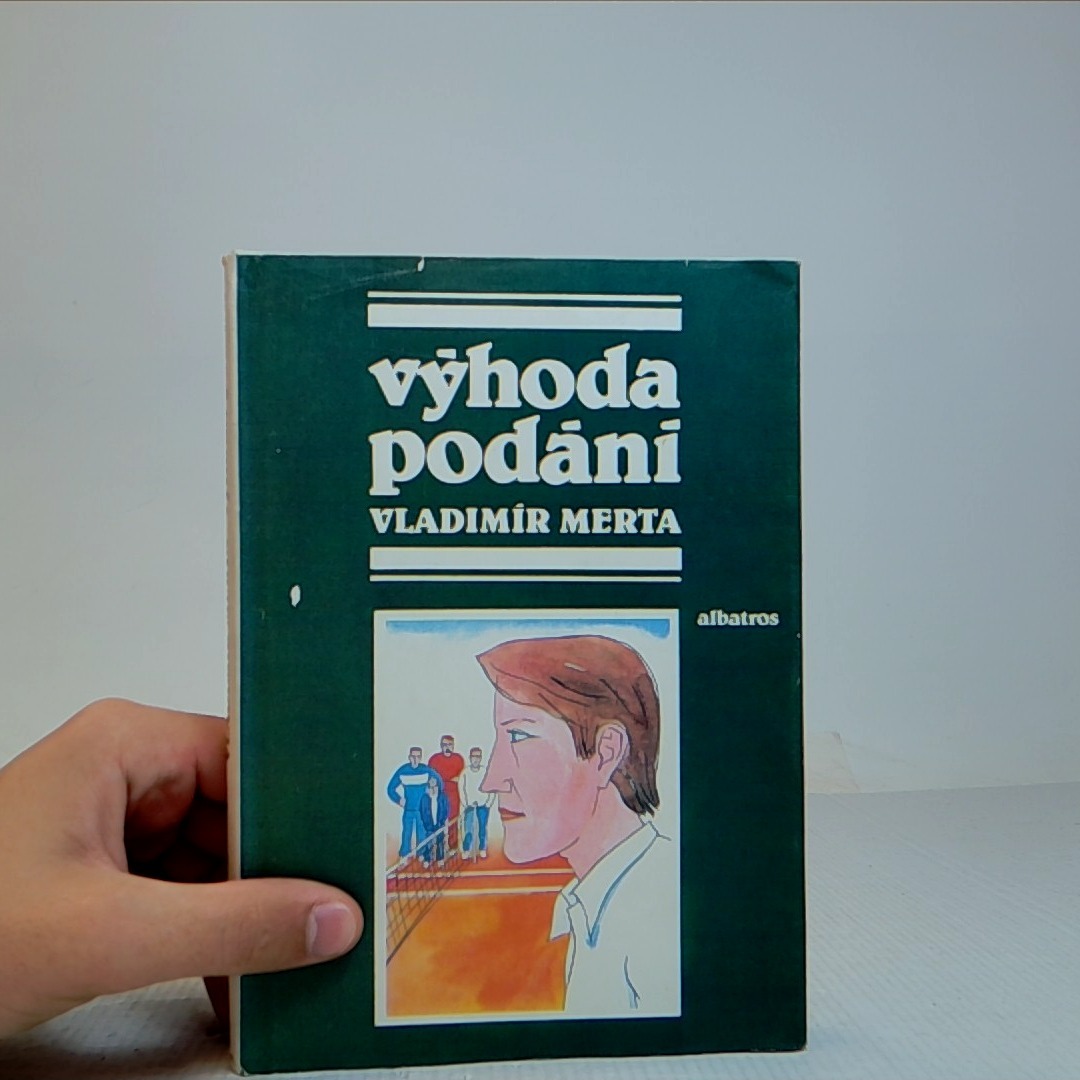 výhoda
podání
VLADIMÍR MERTA
albatros